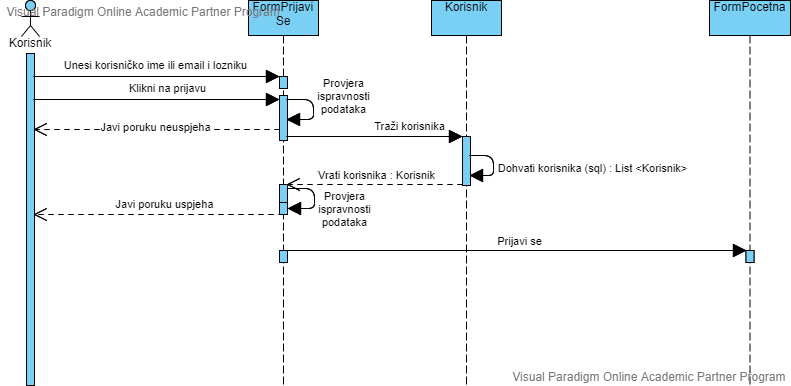 Visual Paradigm Online Academic Partner Program
FormPrijavi
Se
Korisnik
FormPocetna
Korisnik
Unesi korisničko ime ili email i lozniku
Klikni na prijavu
Provjera
ispravnosti
podataka
Javi poruku neuspjeha
Traži korisnika
Dohvati korisnika (sql) : List <Korisnik>
Vrati korisnika : Korisnik
Provjera
ispravnosti
podataka
Javi poruku uspjeha
Prijavi se
Visual Paradigm Online Academic Partner Program